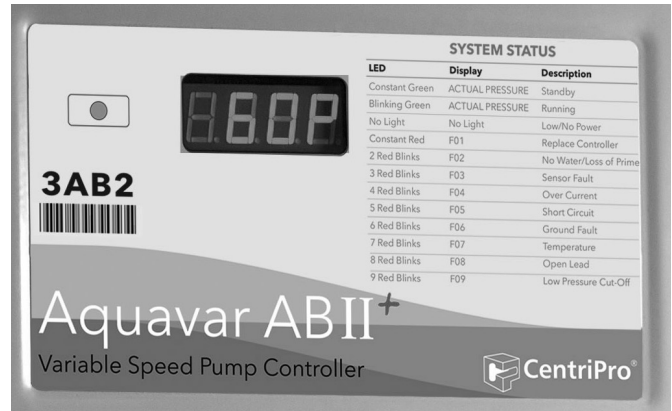 SYSTEM STATUS
LED Display Description
Constant Green ACTUAL PRESSURE Standby
Blinking Green ACTUAL PRESSURE Running
No Light No Light Low/No Power
Constant Red F01 Replace Controller
2 Red Blinks F02 No Water/Loss of Prime
3 Red Blinks F03 Sensor Fault
4 Red Blinks F04 Over Current
5 Red Blinks F05 Short Circuit
6 Red Blinks F06 Ground Fault
7 Red Blinks F07 Temperature
8 Red Blinks F08 Open Lead
9 Red Blinks F09 Low Pressure Cut-Off
60P
3AB2
Aquavar ABII+
Variable Speed Pump Controller
CentriPro®